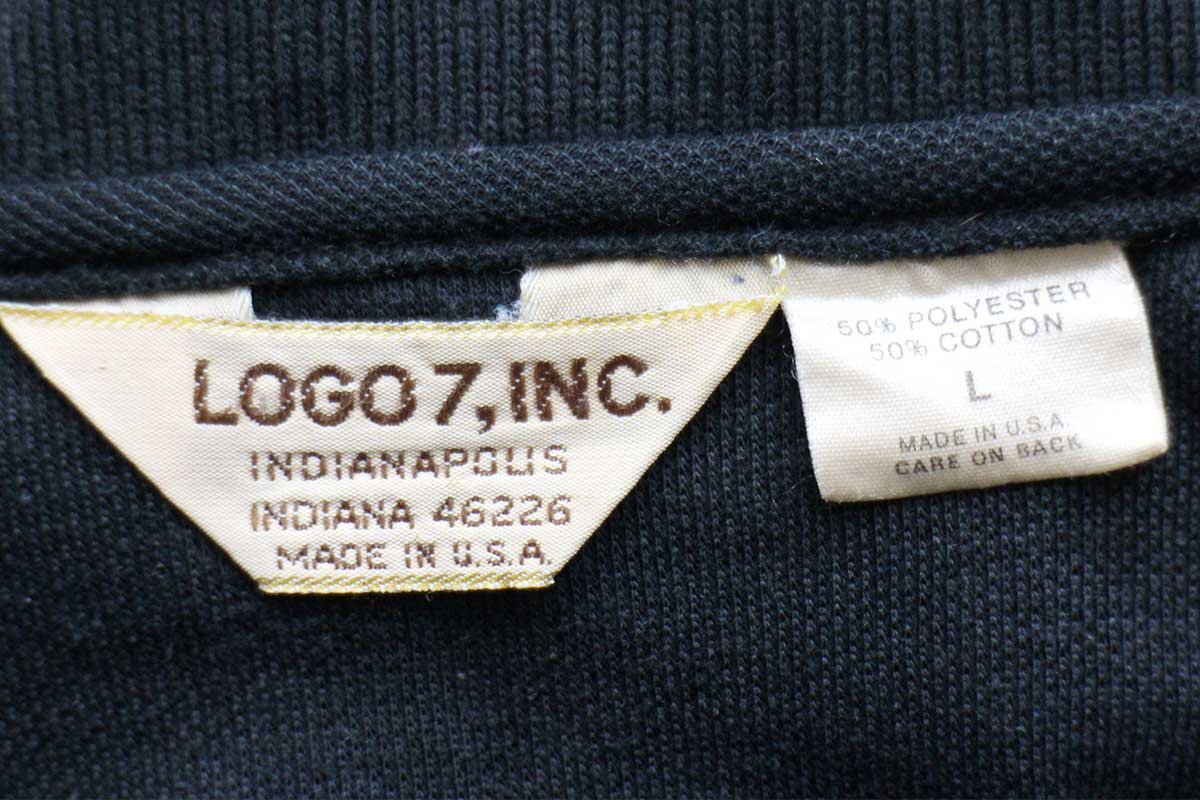 LOGO 7, INC.
INDIANAPOLIS
INDIANA 46226
MADE IN U.S.A.
50% POLYESTER
50% COTTON
L
MADE IN U.S.A.
CARE ON BACK